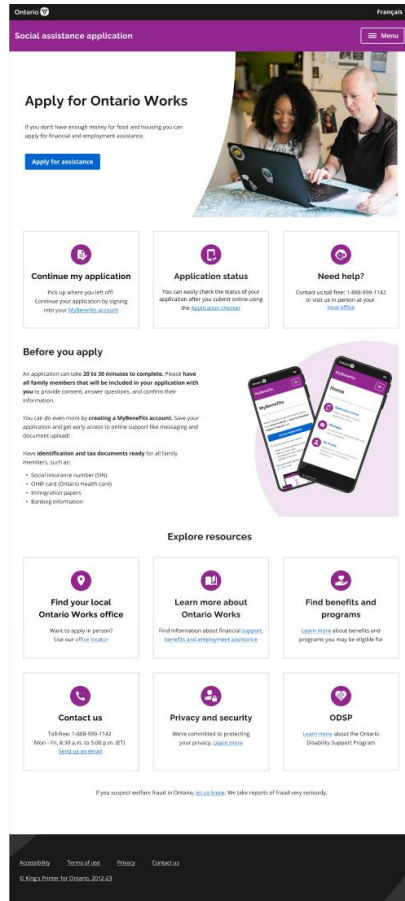 Ontario
Français
Social assistance application
Menu
Apply for Ontario Works
If you don't have enough money for food and housing you can
apply for financial and employment assistance.
Apply for assistance
Continue my application
Pick up where you left off!
Continue your application by signing
into your MyBenefits account
Application status
You can easily check the status of your
application after you submit online using
the Application checker
Need help?
Contact us toll free: 1-888-999-1142
or visit us in person at your
local office
Before you apply
An application can take 20 to 30 minutes to complete. Please have
all family members that will be included in your application with
you to provide consent, answer questions, and confirm their
information.
You can do even more by creating a MyBenefits account. Save your
application and get early access to online support like messaging and
document upload!
Have identification and tax documents ready for all family
members, such as:
• Social insurance number (SIN)
• OHIP card (Ontario Health card)
• Immigration papers
• Banking information
MyBenefits
MyBenefits
Home
Explore resources
Find your local
Ontario Works office
Want to apply in person?
Use our office locator
Learn more about
Ontario Works
Find information about financial support,
benefits and employment assistance
Find benefits and
programs
Learn more about benefits and
programs you may be eligible for
Contact us
Toll-free: 1-888-999-1142
Mon - Fri, 8:30 a.m. to 5:00 p.m. (ET)
Send us an email
Privacy and security
We're committed to protecting
your privacy. Learn more
ODSP
Learn more about the Ontario
Disability Support Program
If you suspect welfare fraud in Ontario, let us know. We take reports of fraud very seriously.
Accessibility
Terms of use
Privacy
Contact us
© King's Printer for Ontario, 2012-23